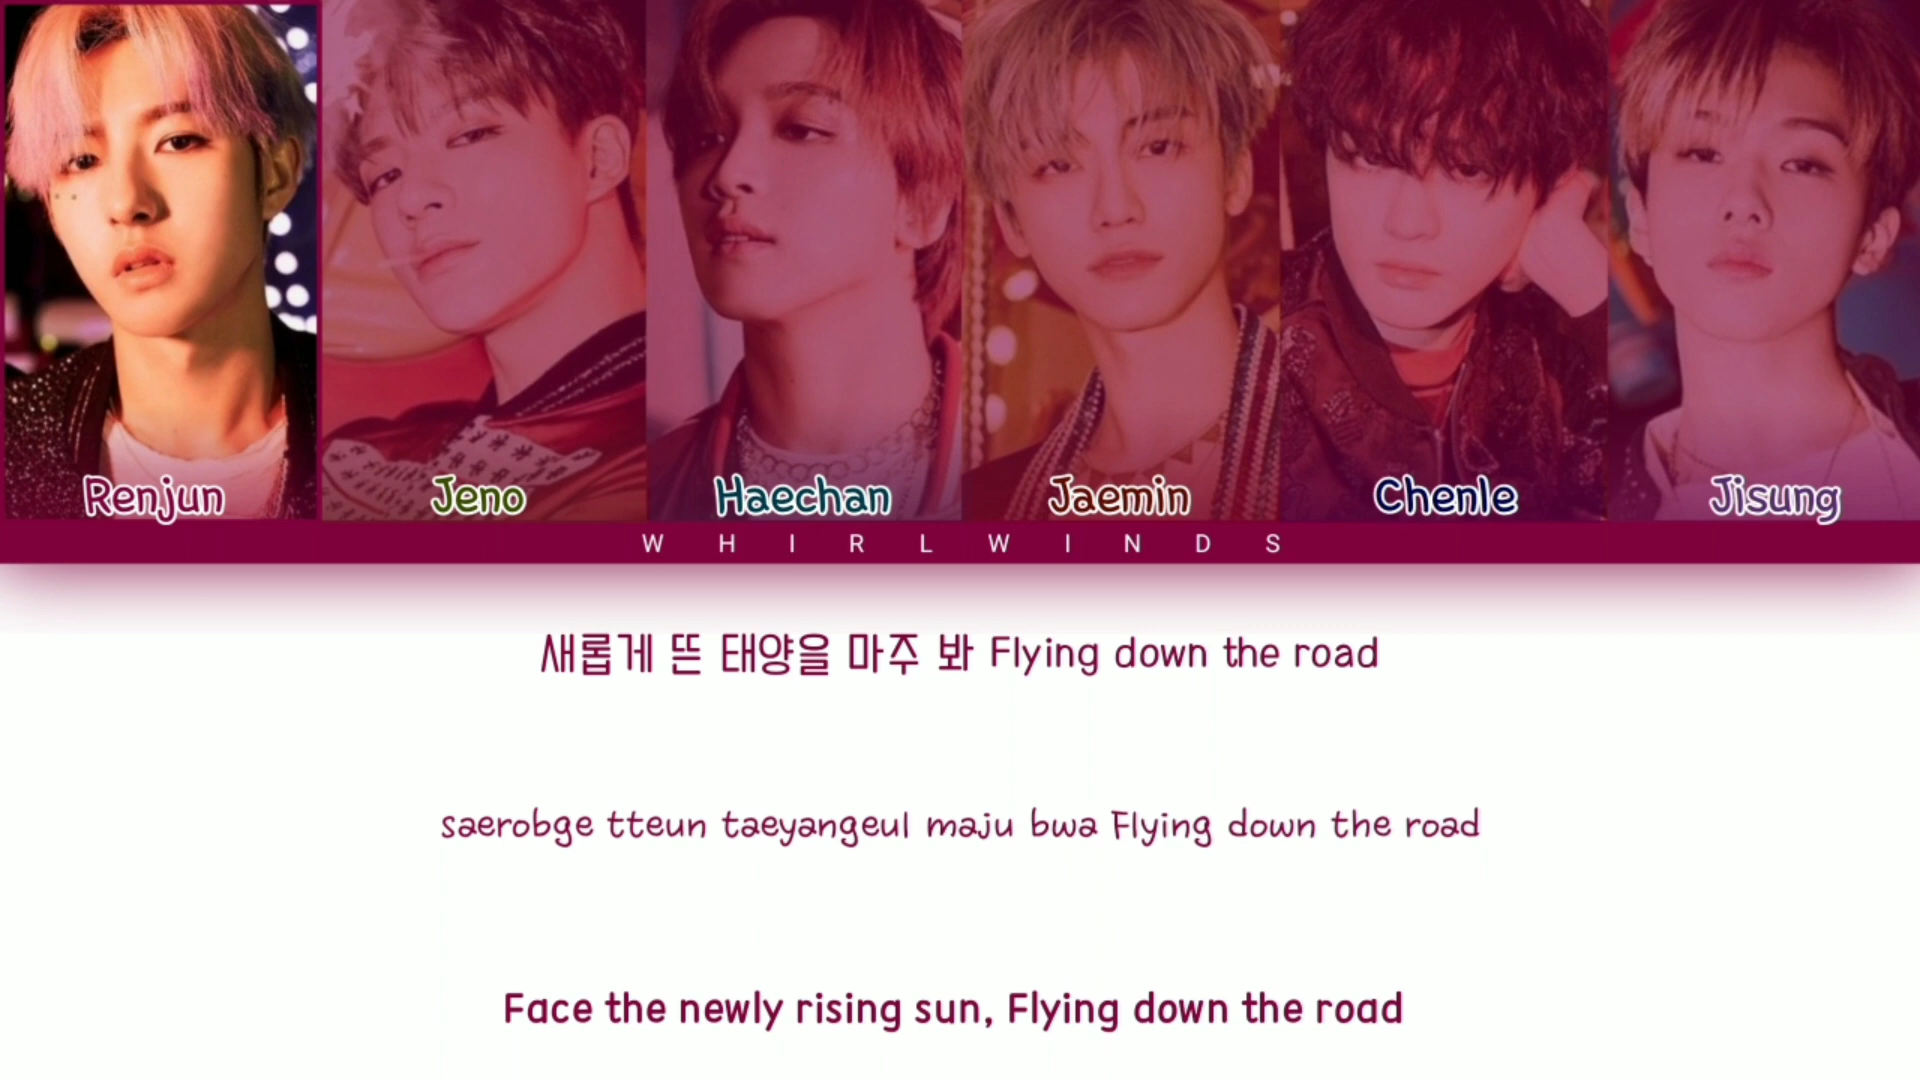 Renjun Jeno Haechan Jaemin Chenle Jisung
WHIRLWINDS
새롭게 뜬 태양을 마주 봐 Flying down the road
saerobge tteun taeyangeul maju bwa Flying down the road
Face the newly rising sun, Flying down the road